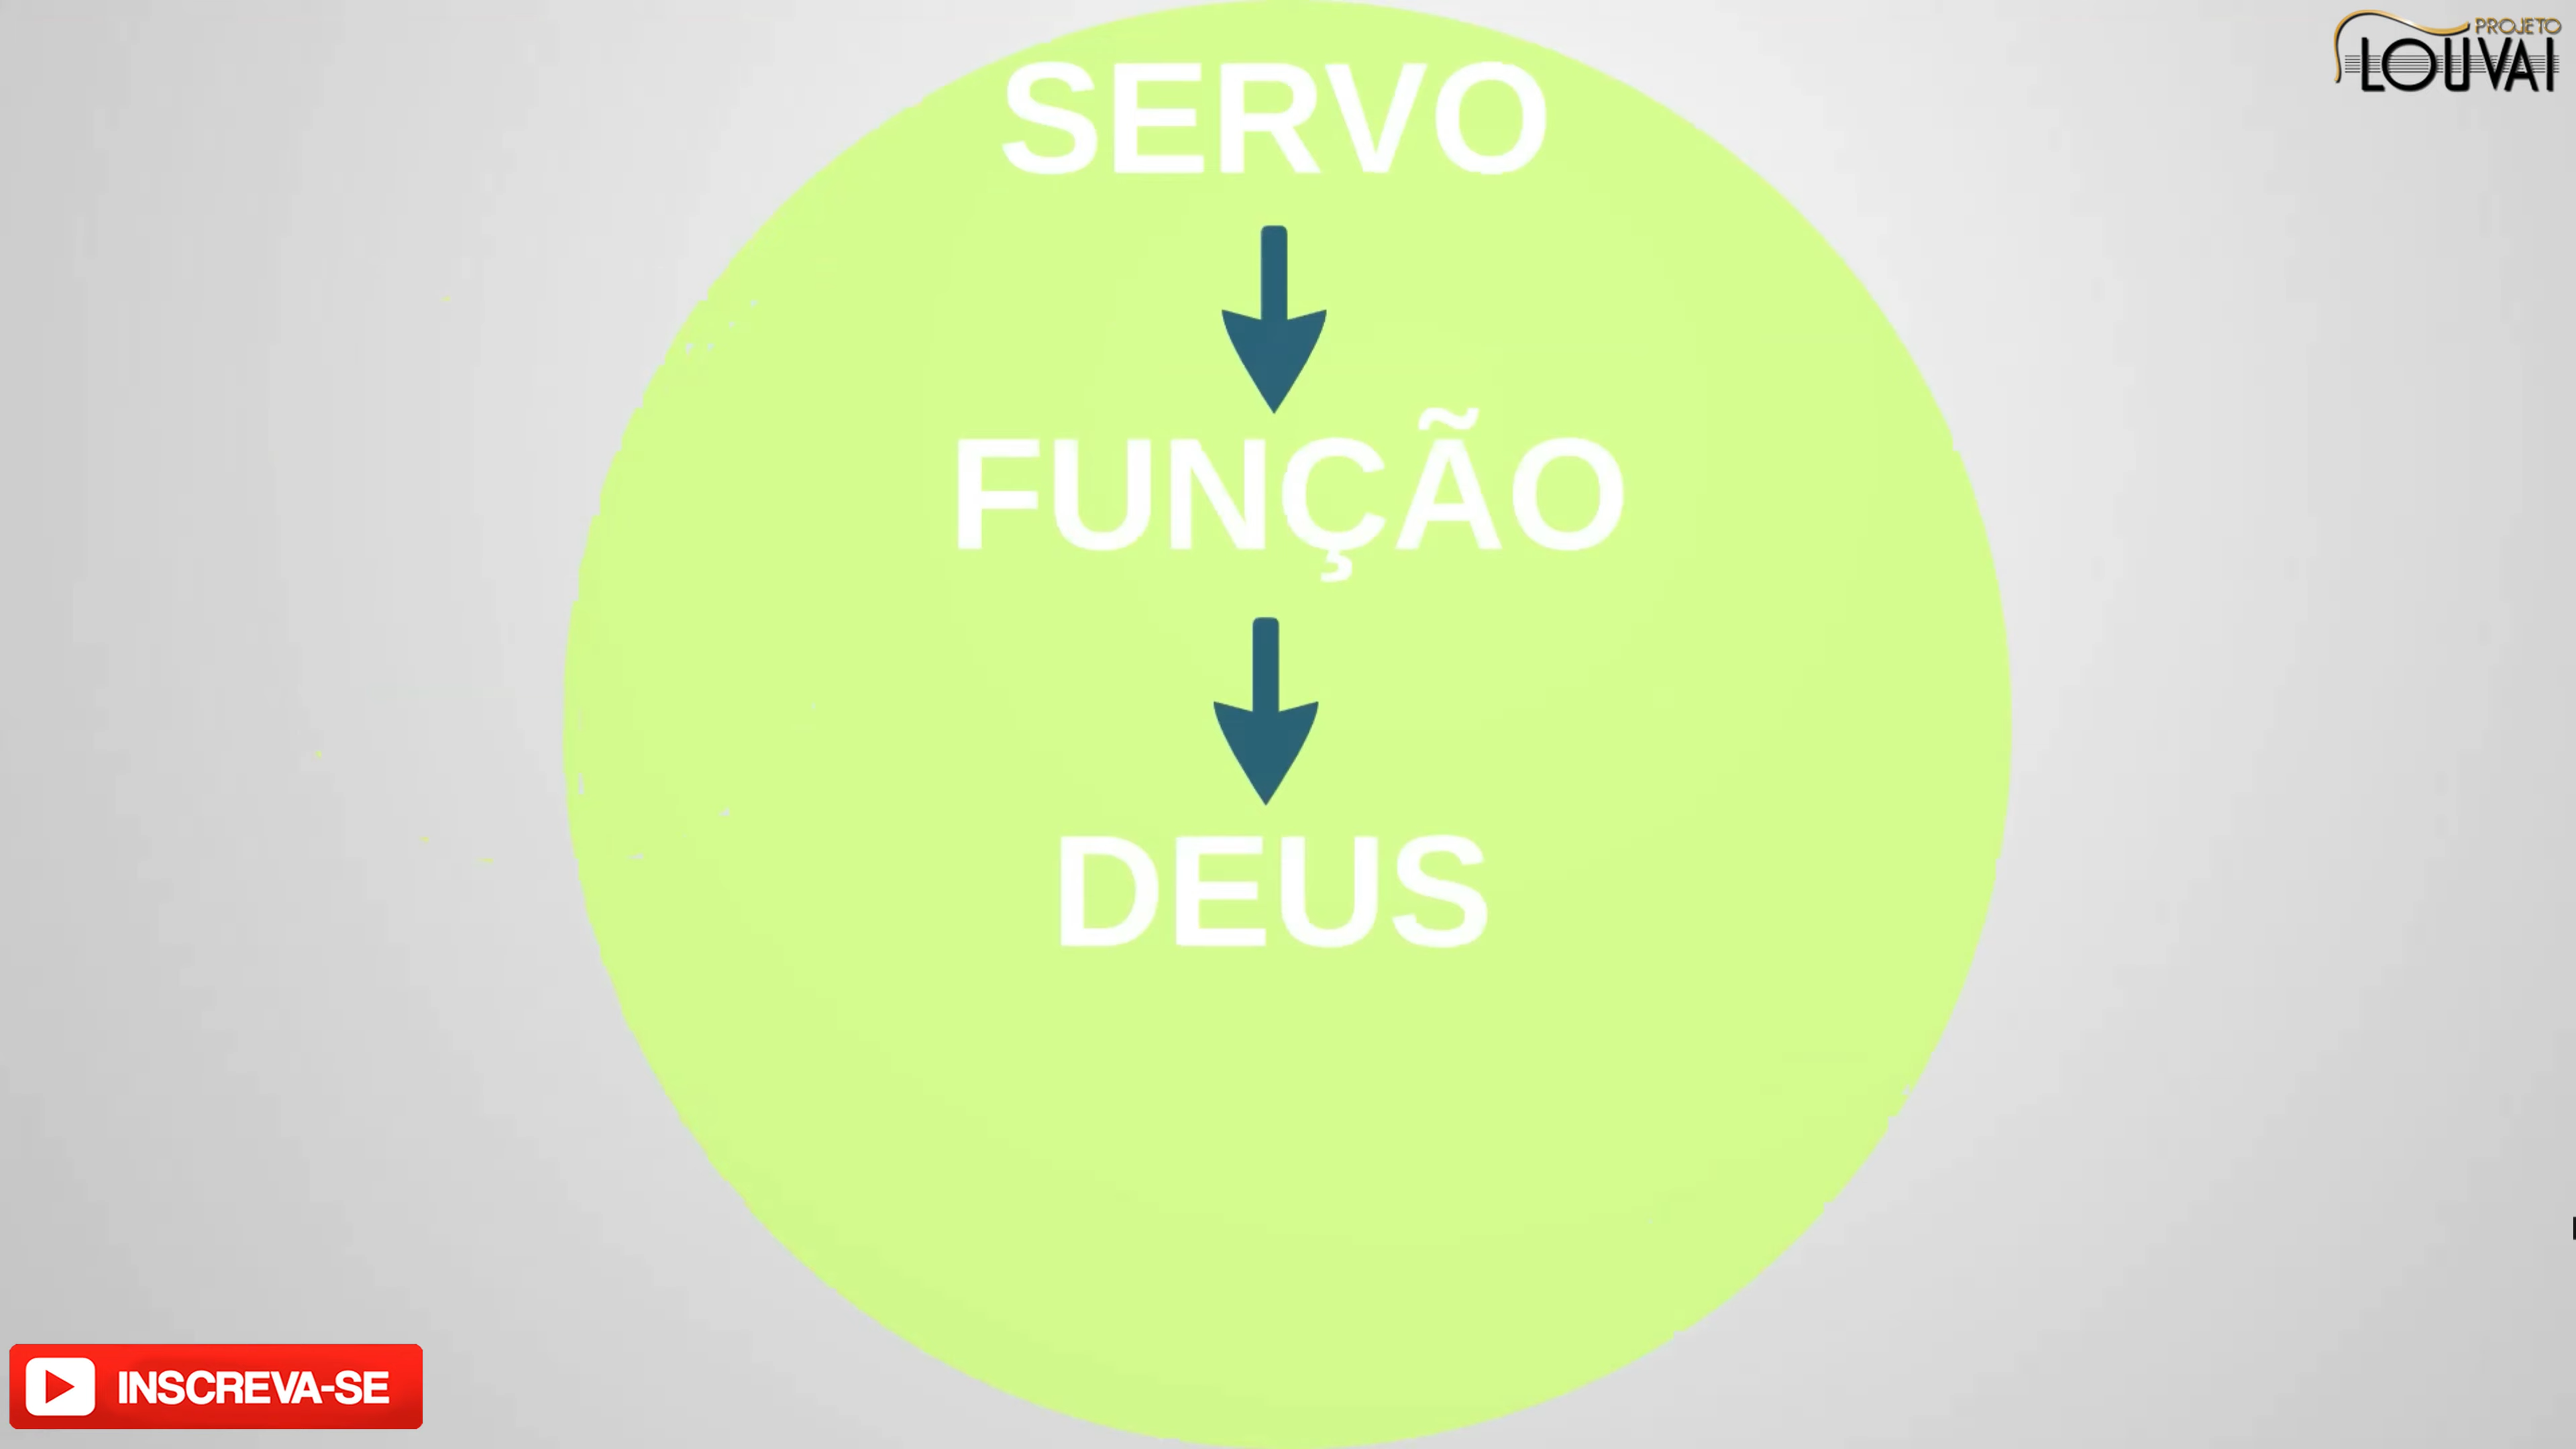 PROJETO
LOUVAI
SERVO
FUNÇÃO
DEUS
INSCREVA-SE